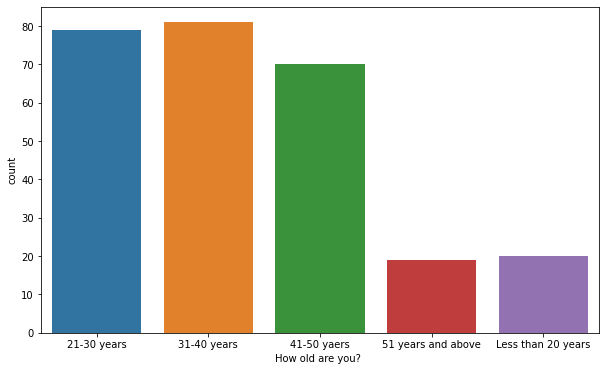 80
70
60
50
40
30
20
10
0
count
21-30 years
31-40 years
41-50 yaers
51 years and above
Less than 20 years
How old are you?